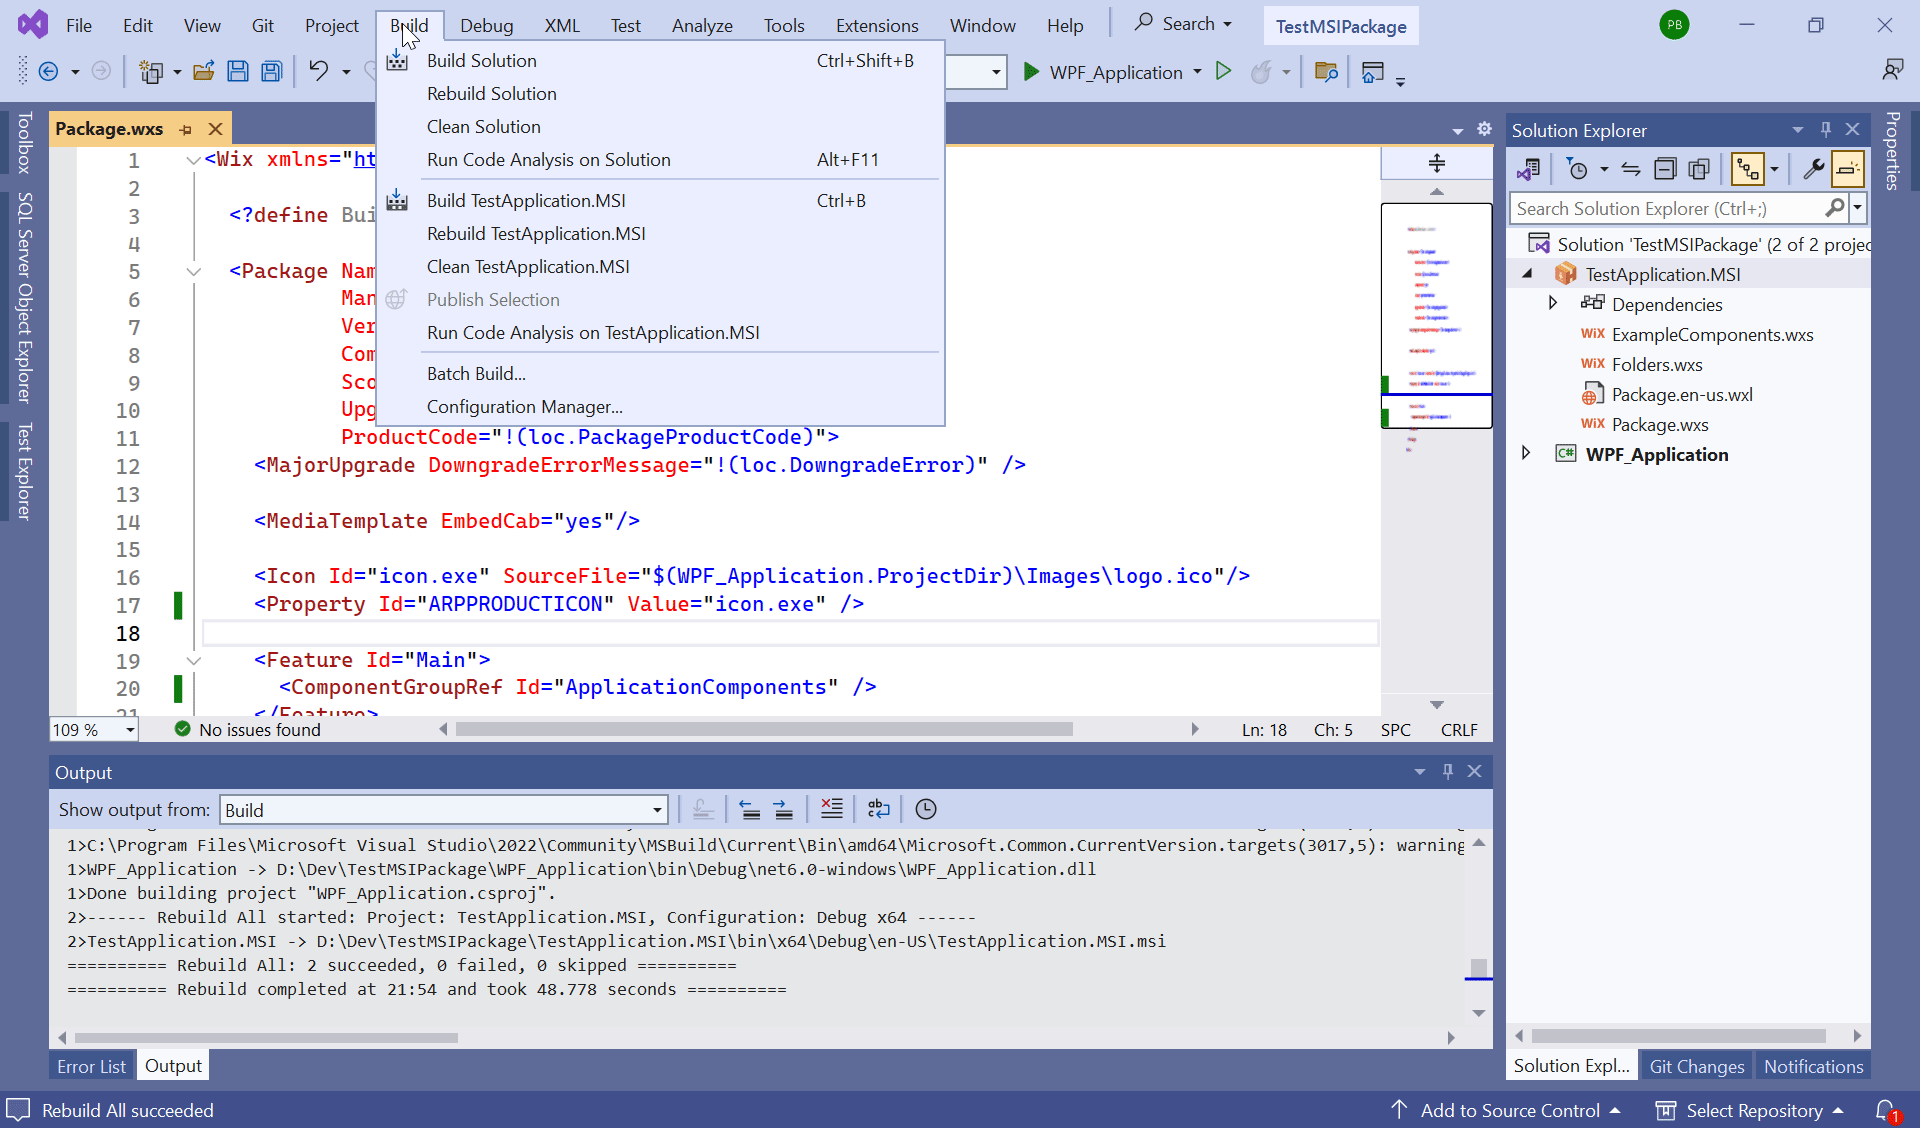 File Edit View Git Project Build Debug XML Test Analyze Tools Extensions Window Help Search TestMSIPackage PB
WPF_Application
Build Solution Ctrl+Shift+B
Rebuild Solution
Clean Solution
Run Code Analysis on Solution Alt+F11
Build TestApplication.MSI Ctrl+B
Rebuild TestApplication.MSI
Clean TestApplication.MSI
Publish Selection
Run Code Analysis on TestApplication.MSI
Batch Build...
Configuration Manager...
Toolbox
SQL Server Object Explorer
Test Explorer
Package.wxs
1 <Wix xmlns="ht
2
3 <?define Bui
4
5 <Package Nam
6 Man
7 Ver
8 Com
9 Sco
10 Upg
11 ProductCode="!(loc.PackageProductCode)">
12 <MajorUpgrade DowngradeErrorMessage="!(loc.DowngradeError)" />
13
14 <MediaTemplate EmbedCab="yes"/>
15
16 <Icon Id="icon.exe" SourceFile="$(WPF_Application.ProjectDir)\Images\logo.ico"/>
17 <Property Id="ARPPRODUCTICON" Value="icon.exe" />
18
19 <Feature Id="Main">
20 <ComponentGroupRef Id="ApplicationComponents" />
21 </Feature>
109 % No issues found Ln: 18 Ch: 5 SPC CRLF
Output
Show output from: Build
1>C:\Program Files\Microsoft Visual Studio\2022\Community\MSBuild\Current\Bin\amd64\Microsoft.Common.CurrentVersion.targets(3017,5): warning
1>WPF_Application -> D:\Dev\TestMSIPackage\WPF_Application\bin\Debug\net6.0-windows\WPF_Application.dll
1>Done building project "WPF_Application.csproj".
2>------ Rebuild All started: Project: TestApplication.MSI, Configuration: Debug x64 ------
2>TestApplication.MSI -> D:\Dev\TestMSIPackage\TestApplication.MSI\bin\x64\Debug\en-US\TestApplication.MSI.msi
========== Rebuild All: 2 succeeded, 0 failed, 0 skipped ==========
========== Rebuild completed at 21:54 and took 48.778 seconds ==========
Error List Output
Solution Explorer
Search Solution Explorer (Ctrl+;)
Solution 'TestMSIPackage' (2 of 2 projec
TestApplication.MSI
Dependencies
WiX ExampleComponents.wxs
WiX Folders.wxs
Package.en-us.wxl
WiX Package.wxs
C# WPF_Application
Solution Expl... Git Changes Notifications
Properties
Rebuild All succeeded Add to Source Control Select Repository 1